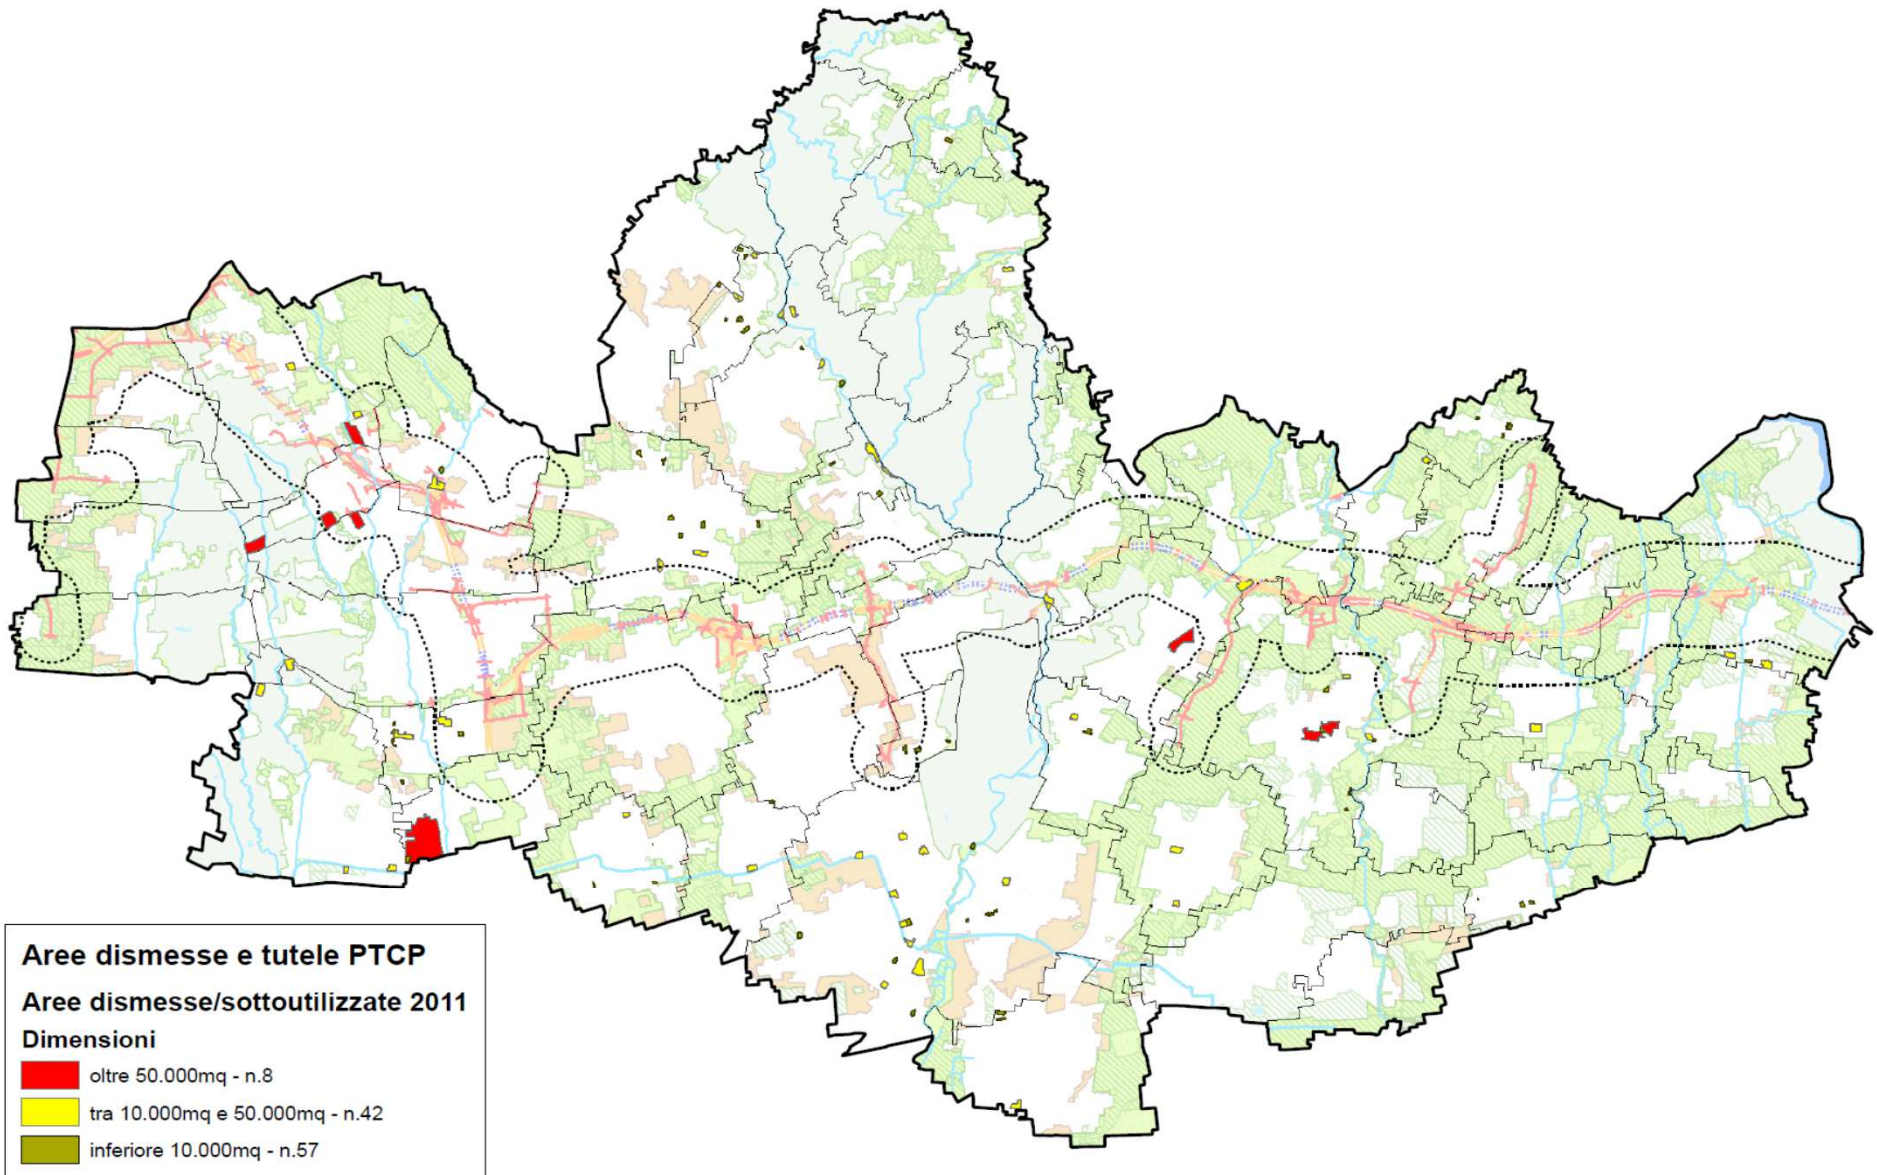 Aree dismesse e tutele PTCP
Aree dismesse/sottoutilizzate 2011
Dimensioni
oltre 50.000mq - n.8
tra 10.000mq e 50.000mq - n.42
inferiore 10.000mq - n.57